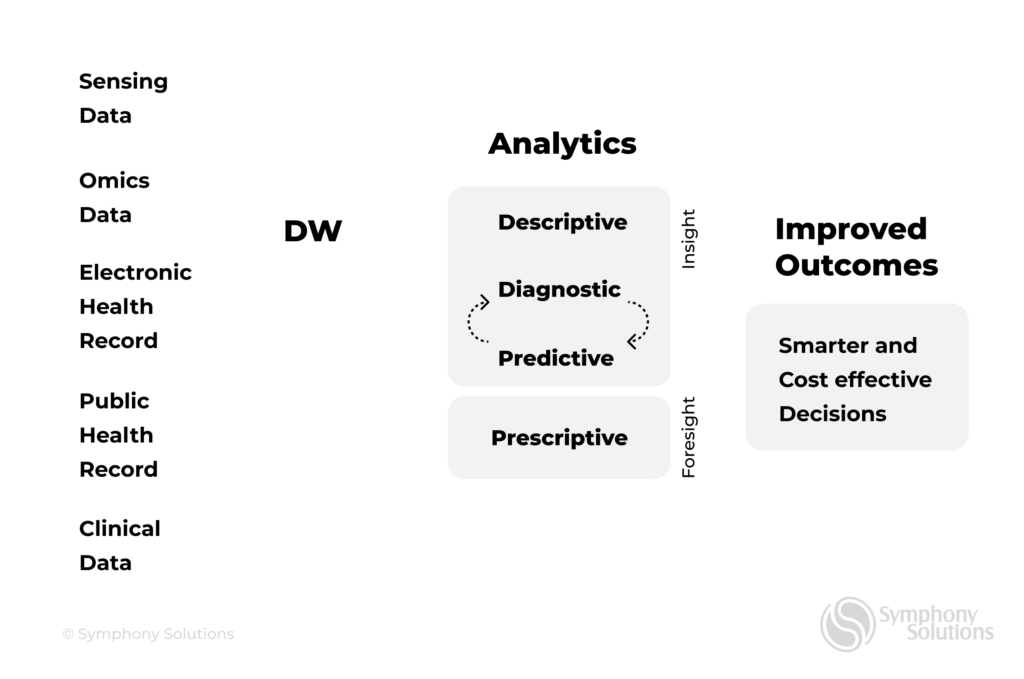 Sensing
Data
Omics
Data
Electronic
Health
Record
Public
Health
Record
Clinical
Data
DW
Analytics
Descriptive
Diagnostic
Predictive
Insight
Prescriptive
Foresight
Improved
Outcomes
Smarter and
Cost effective
Decisions
© Symphony Solutions
Symphony
Solutions